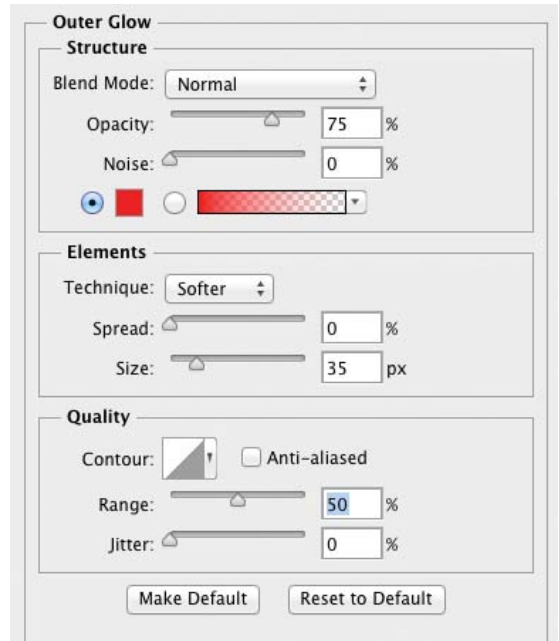 Outer Glow
Structure
Blend Mode: Normal
Opacity: 75 %
Noise: 0 %
Elements
Technique: Softer
Spread: 0 %
Size: 35 px
Quality
Contour: Anti-aliased
Range: 50 %
Jitter: 0 %
Make Default Reset to Default